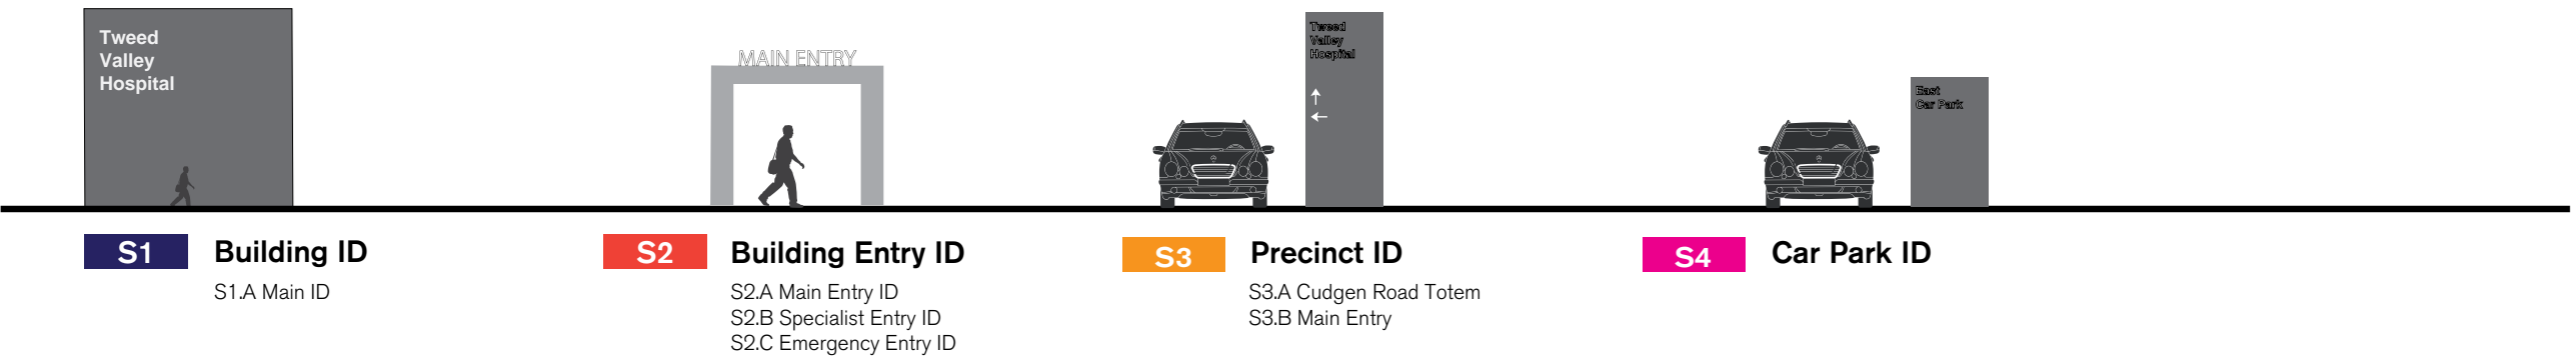 Tweed
Valley
Hospital
MAIN ENTRY
Tweed
Valley
Hospital
East
Car Park
S1 Building ID
S1.A Main ID
S2 Building Entry ID
S2.A Main Entry ID
S2.B Specialist Entry ID
S2.C Emergency Entry ID
S3 Precinct ID
S3.A Cudgen Road Totem
S3.B Main Entry
S4 Car Park ID